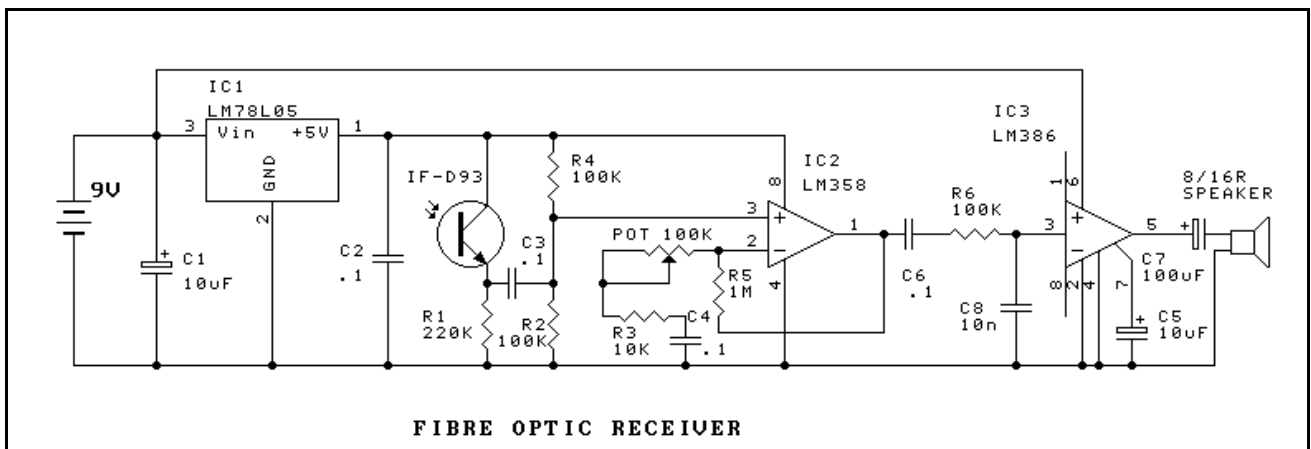 IC1
LM78L05
3 Vin +5V 1
GND
2
9V
C1
10uF
C2
.1
IF-D93
C3
.1
R1
220K
R2
100K
R4
100K
POT 100K
R3
10K
C4
.1
R5
1M
IC2
LM358
8
3
2
1
4
+
−
C6
.1
R6
100K
C8
10n
IC3
LM386
1
6
3
5
8
2
4
7
+
−
+
C7
100uF
+
C5
10uF
8/16R
SPEAKER
+
FIBRE OPTIC RECEIVER